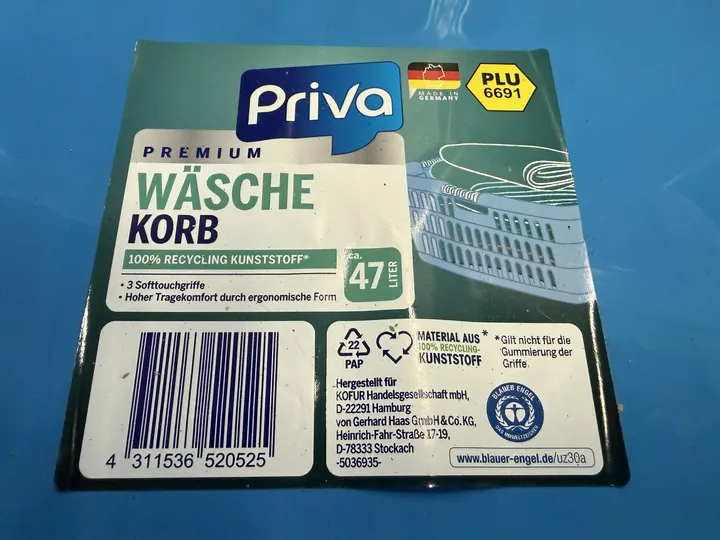 Priva
MADE IN
GERMANY
PLU
6691
PREMIUM
WÄSCHE
KORB
100% RECYCLING KUNSTSTOFF*
• 3 Softtouchgriffe
• Hoher Tragekomfort durch ergonomische Form
ca.
47
LITER
4 311536 520525
22
PAP
MATERIAL AUS*
100% RECYCLING-
KUNSTSTOFF
*Gilt nicht für die
Gummierung der
Griffe.
Hergestellt für
KOFUR Handelsgesellschaft mbH,
D-22291 Hamburg
von Gerhard Haas GmbH & Co. KG,
Heinrich-Fahr-Straße 17-19,
D-78333 Stockach
-5036935-
BLAUER ENGEL
DAS UMWELTZEICHEN
www.blauer-engel.de/uz30a